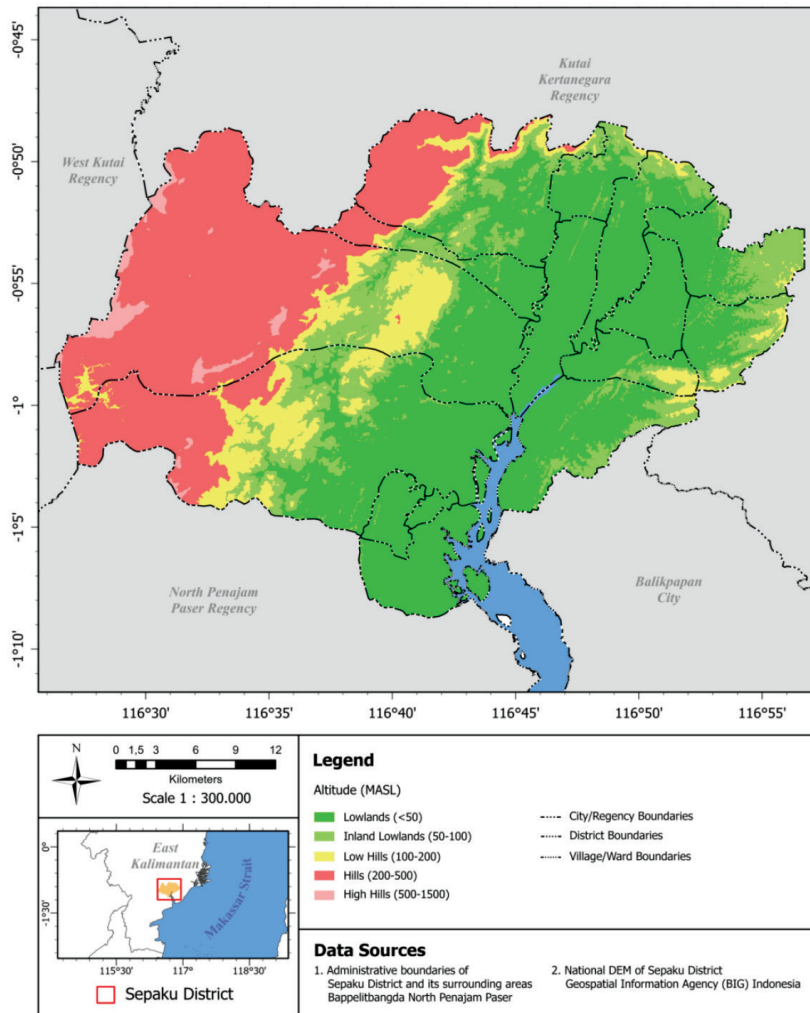 -0°45'
-0°50'
-0°55'
-1°
-1°5'
-1°10'
Kutai
Kertanegara
Regency
West Kutai
Regency
North Penajam
Paser Regency
Balikpapan
City
116°30'
116°35'
116°40'
116°45'
116°50'
116°55'
N
0 1,5 3 6 9 12
Kilometers
Scale 1 : 300.000
0°
-1°30'
East
Kalimantan
Makassar Strait
115°30'
117°
118°30'
Sepaku District
Legend
Altitude (MASL)
Lowlands (<50)
Inland Lowlands (50-100)
Low Hills (100-200)
Hills (200-500)
High Hills (500-1500)
City/Regency Boundaries
District Boundaries
Village/Ward Boundaries
Data Sources
1. Administrative boundaries of
Sepaku District and its surrounding areas
Bappelitbangda North Penajam Paser
2. National DEM of Sepaku District
Geospatial Information Agency (BIG) Indonesia